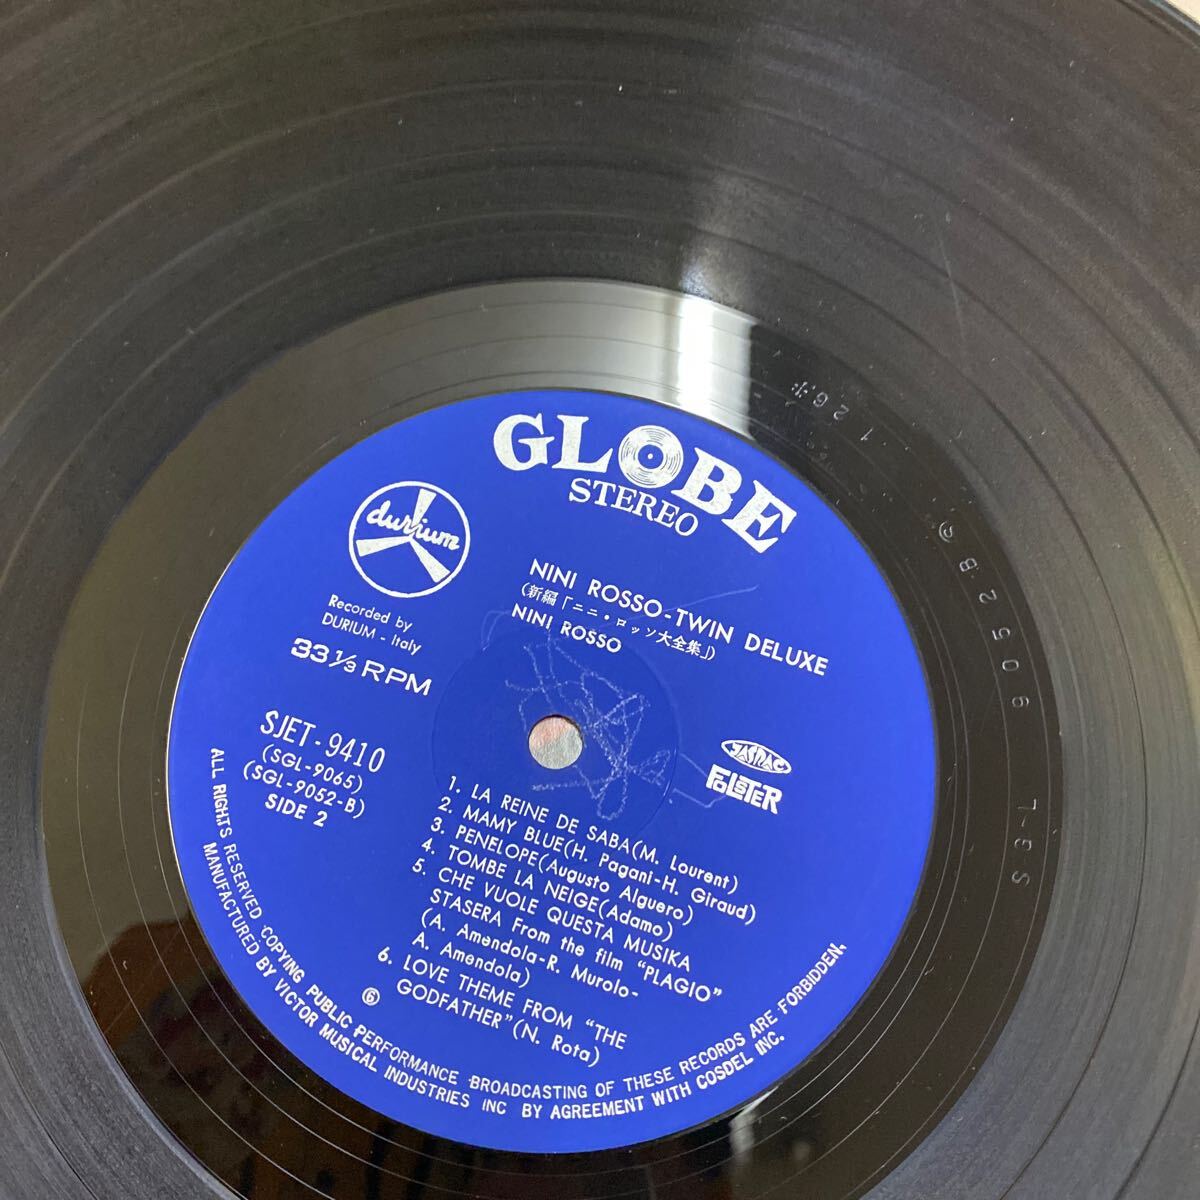 GLOBE
STEREO
durium
Recorded by
DURIUM - Italy
33 1/3 RPM
NINI ROSSO-TWIN DELUXE
(新編「ニニ・ロッソ大全集」)
NINI ROSSO
SJET-9410
(SGL-9065)
(SGL-9052-B)
SIDE 2
JASRAC
FOLSTER
1. LA REINE DE SABA(M. Lourent)
2. MAMY BLUE(H. Pagani-H. Giraud)
3. PENELOPE(Augusto Alguero)
4. TOMBE LA NEIGE(Adamo)
5. CHE VUOLE QUESTA MUSIKA
STASERA From the film "PLAGIO"
(A. Amendola-R. Murolo-
A. Amendola)
6. LOVE THEME FROM "THE
GODFATHER"(N. Rota)
6
ALL RIGHTS RESERVED COPYING PUBLIC PERFORMANCE BROADCASTING OF THESE RECORDS ARE FORBIDDEN.
MANUFACTURED BY VICTOR MUSICAL INDUSTRIES INC BY AGREEMENT WITH COSDEL INC.